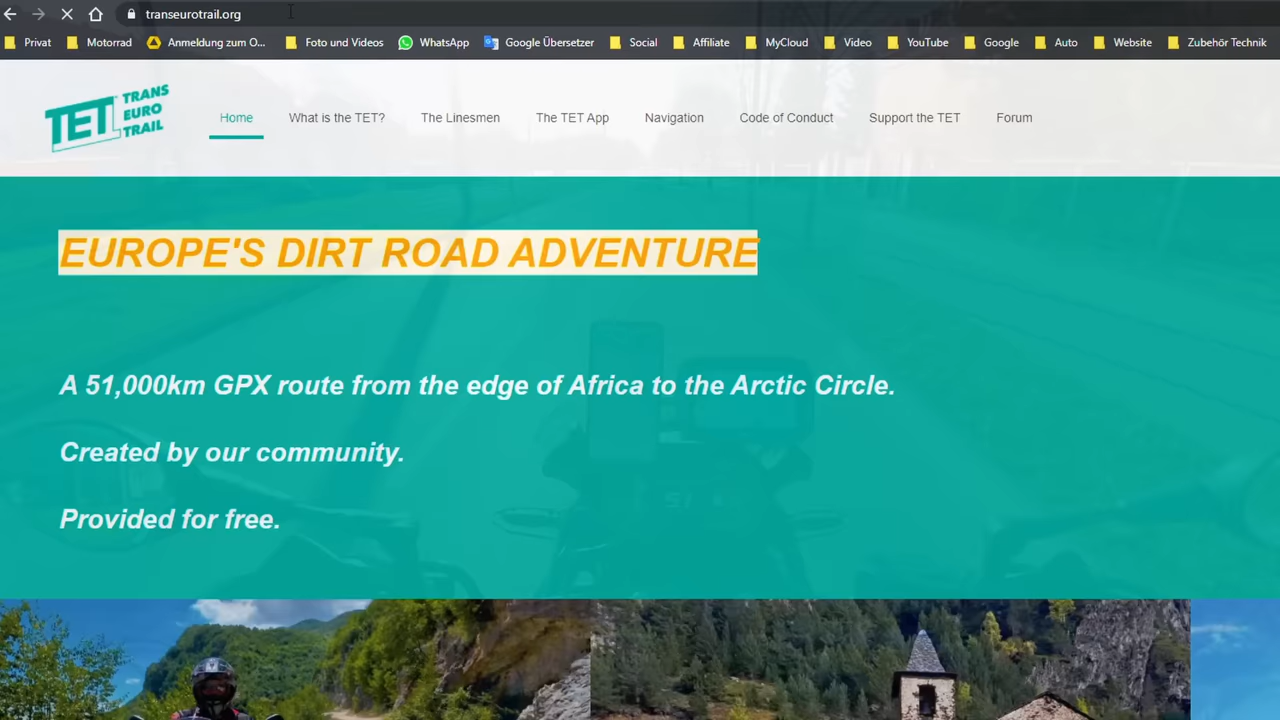 transeurotrail.org
Privat Motorrad Anmeldung zum O... Foto und Videos WhatsApp Google Übersetzer Social Affiliate MyCloud Video YouTube Google Auto Website Zubehör Technik
TET TRANS
EURO
TRAIL
Home What is the TET? The Linesmen The TET App Navigation Code of Conduct Support the TET Forum
EUROPE'S DIRT ROAD ADVENTURE
A 51,000km GPX route from the edge of Africa to the Arctic Circle.
Created by our community.
Provided for free.